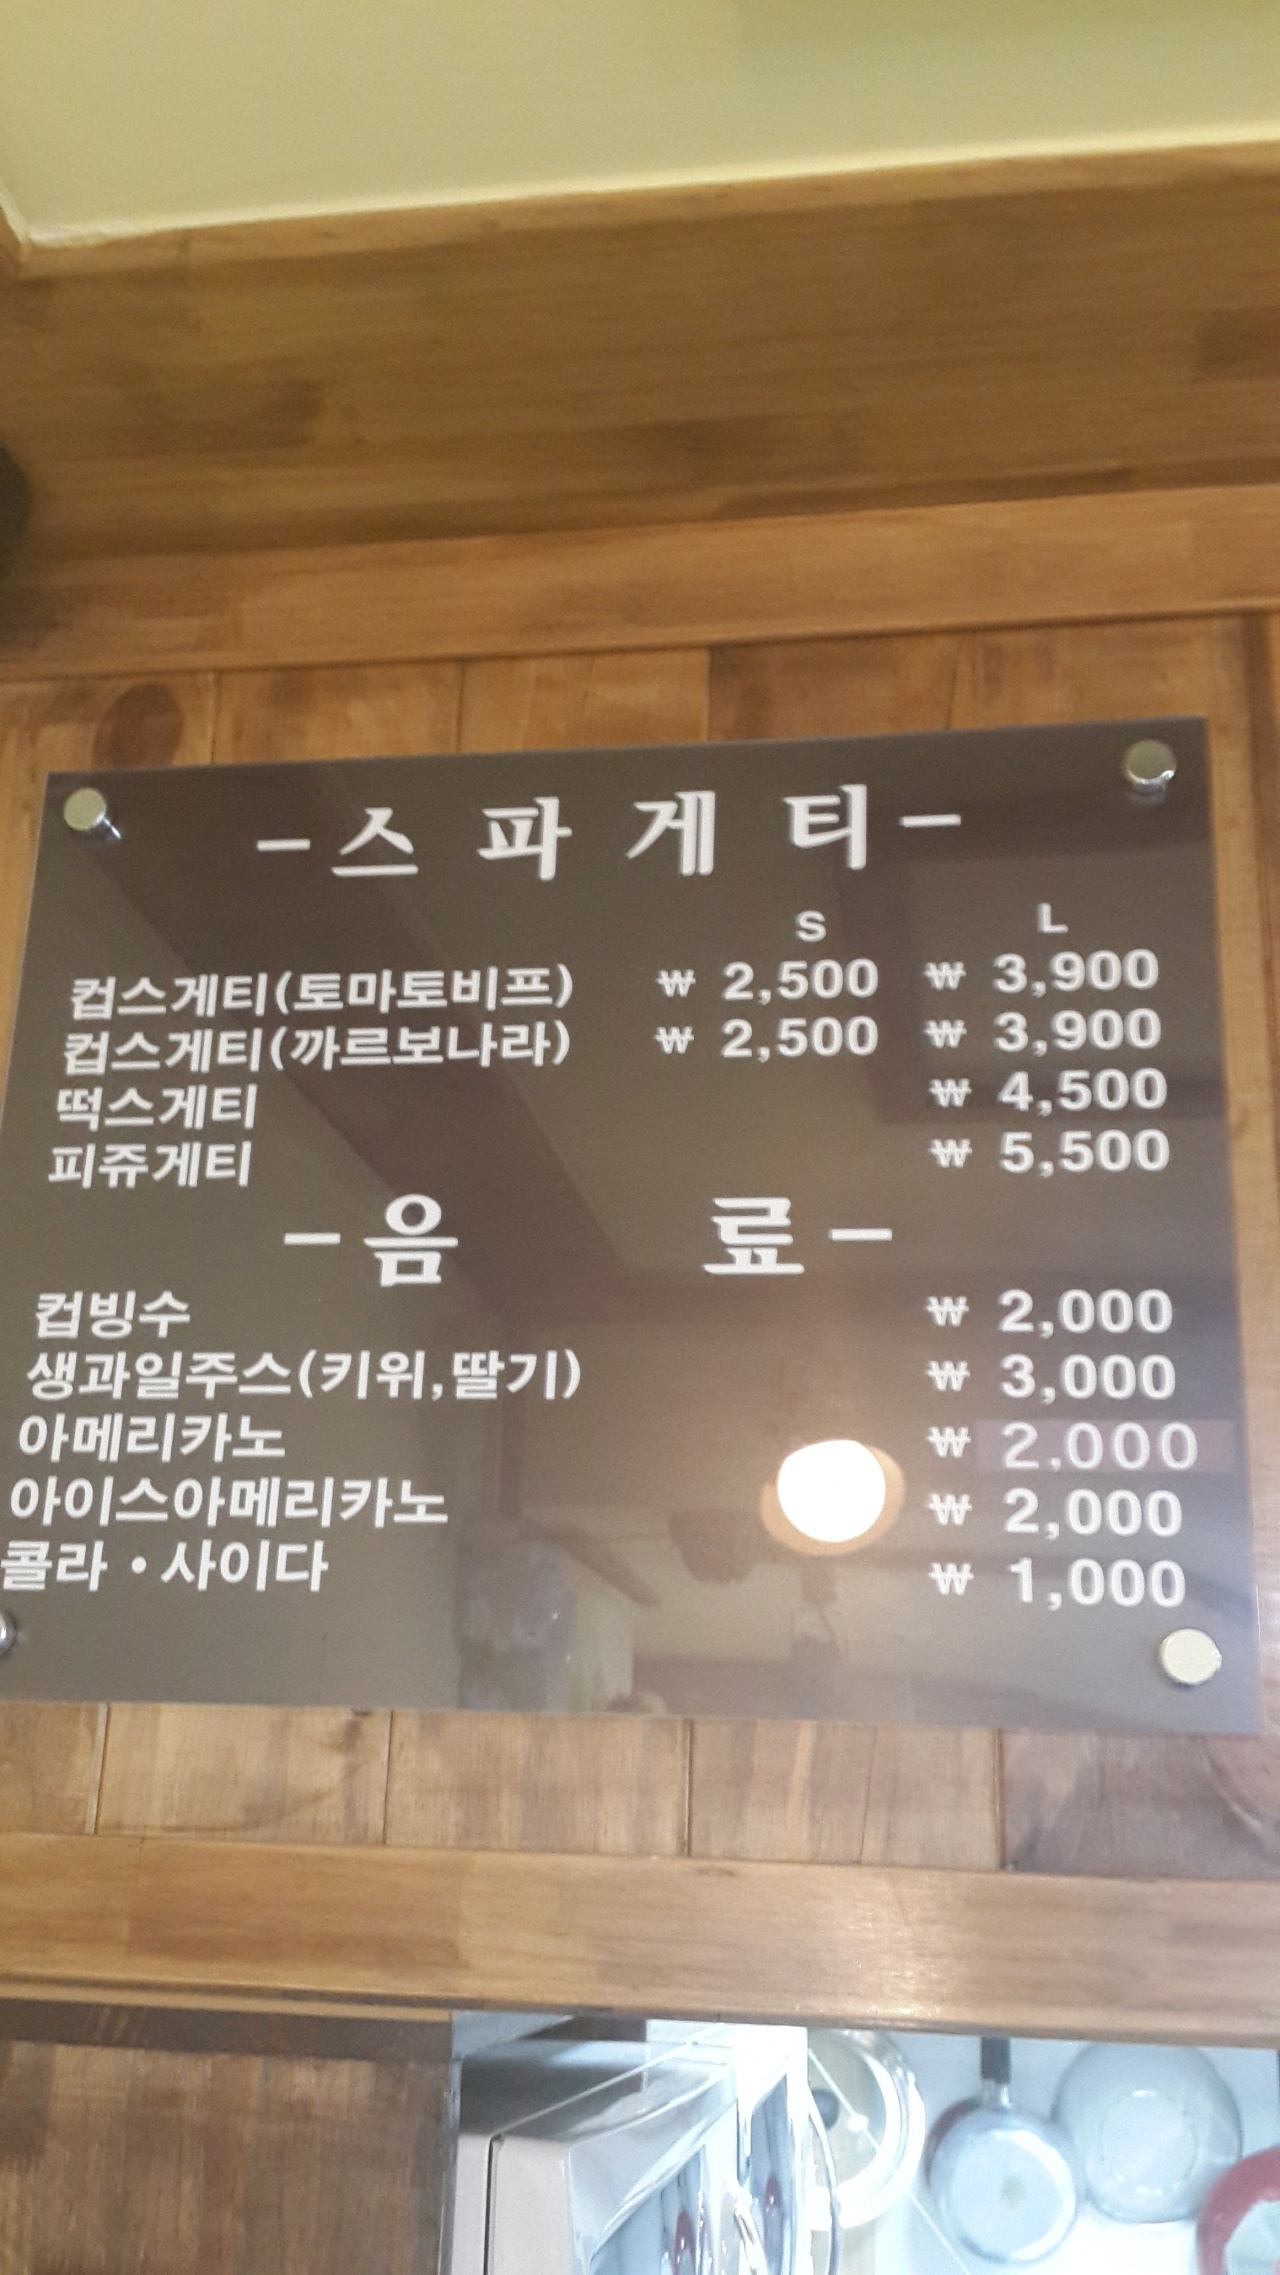 -스 파 게 티-
S L
컵스게티(토마토비프) ₩ 2,500 ₩ 3,900
컵스게티(까르보나라) ₩ 2,500 ₩ 3,900
떡스게티 ₩ 4,500
피쥬게티 ₩ 5,500
-음 료-
컵빙수 ₩ 2,000
생과일주스(키위,딸기) ₩ 3,000
아메리카노 ₩ 2,000
아이스아메리카노 ₩ 2,000
콜라·사이다 ₩ 1,000